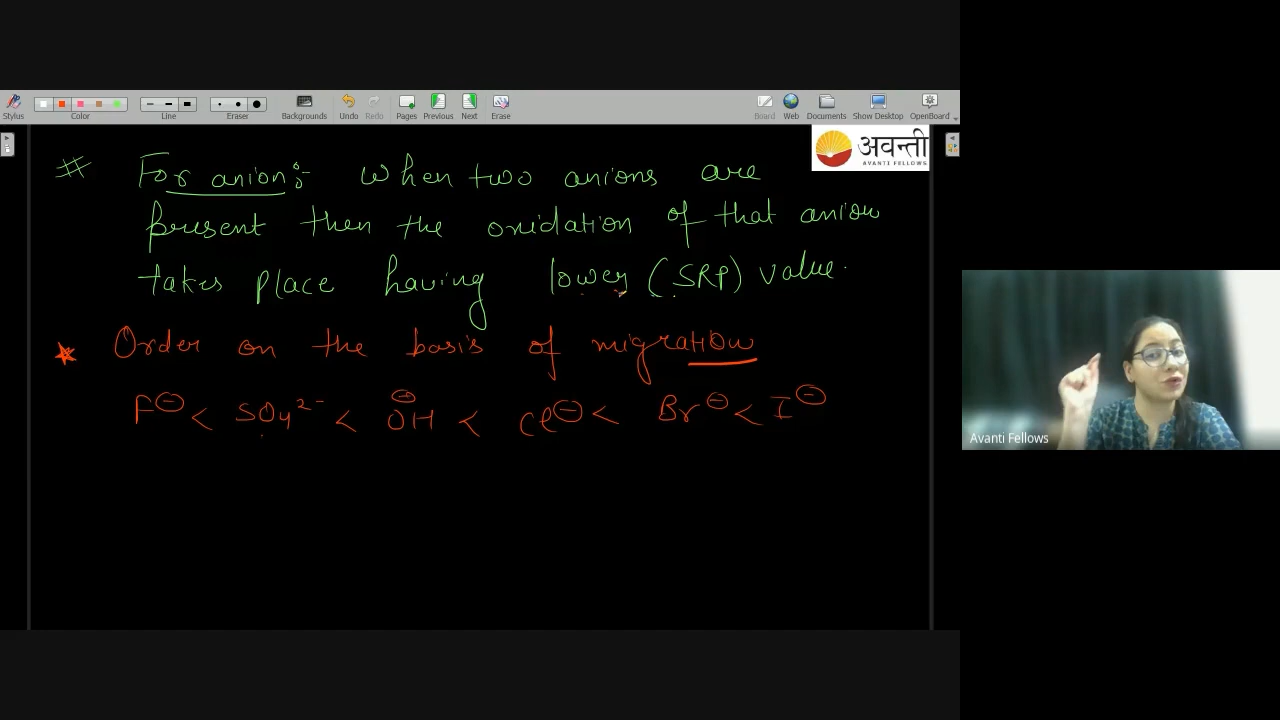 Stylus
Color
Line
Eraser
Backgrounds
Undo
Redo
Pages
Previous
Next
Erase
Board
Web
Documents
Show Desktop
OpenBoard
अवन्ती
AVANTI FELLOWS
# For anion:- When two anions are
present then the oxidation of that anion
takes place having lower (SRP) value.
★ Order on the basis of migration
F⊖ < SO4²⁻ < O⊖H < Cl⊖ < Br⊖ < I⊖
Avanti Fellows